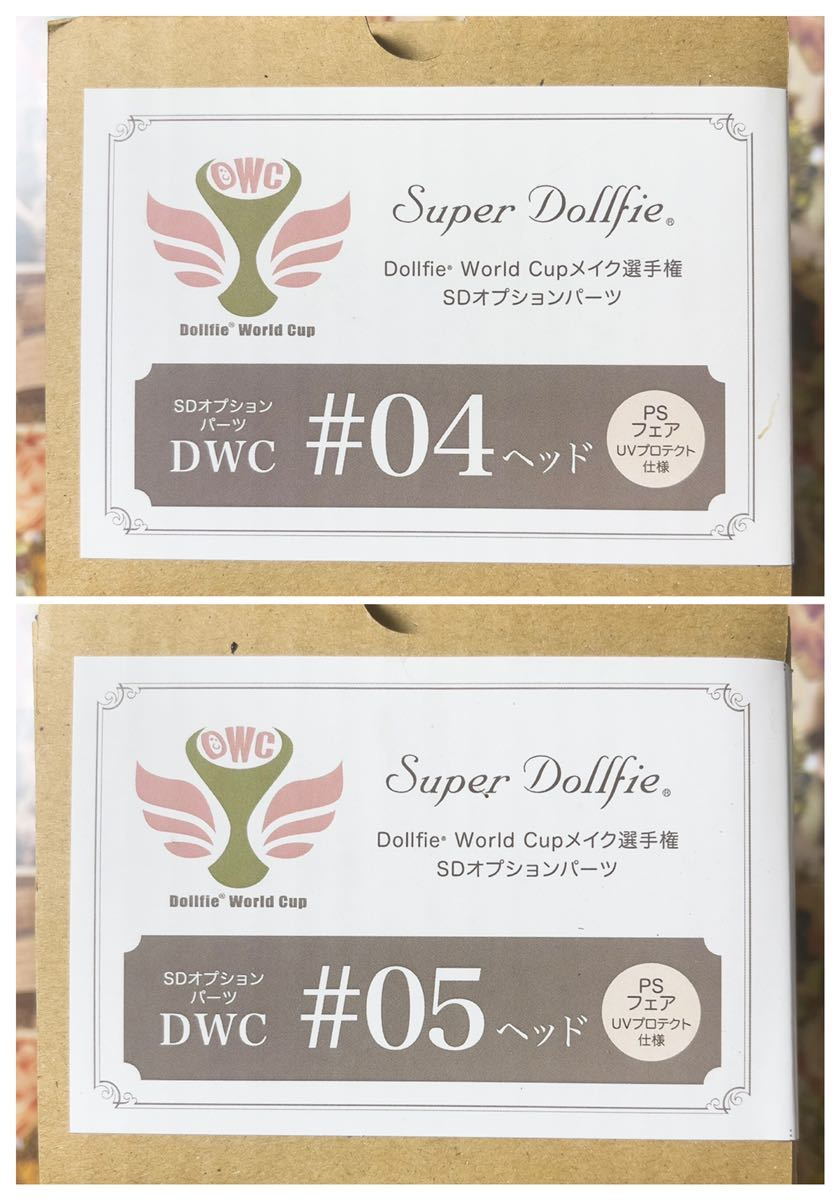 DWC
Dollfie® World Cup
Super Dollfie®
Dollfie® World Cupメイク選手権
SDオプションパーツ
SDオプション
パーツ
DWC
#04ヘッド
PS
フェア
UVプロテクト
仕様
DWC
Dollfie® World Cup
Super Dollfie®
Dollfie® World Cupメイク選手権
SDオプションパーツ
SDオプション
パーツ
DWC
#05ヘッド
PS
フェア
UVプロテクト
仕様